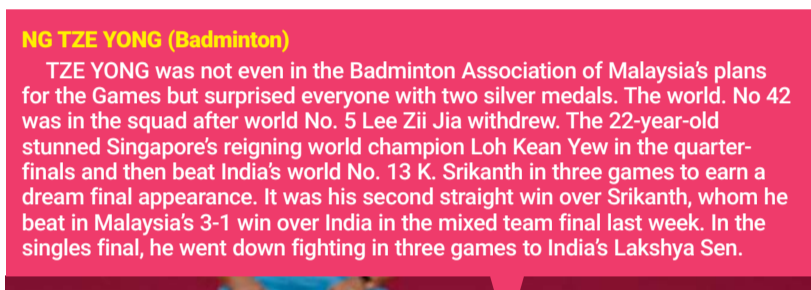 NG TZE YONG (Badminton)
TZE YONG was not even in the Badminton Association of Malaysia's plans
for the Games but surprised everyone with two silver medals. The world. No 42
was in the squad after world No. 5 Lee Zii Jia withdrew. The 22-year-old
stunned Singapore's reigning world champion Loh Kean Yew in the quarter-
finals and then beat India's world No. 13 K. Srikanth in three games to earn a
dream final appearance. It was his second straight win over Srikanth, whom he
beat in Malaysia's 3-1 win over India in the mixed team final last week. In the
singles final, he went down fighting in three games to India's Lakshya Sen.